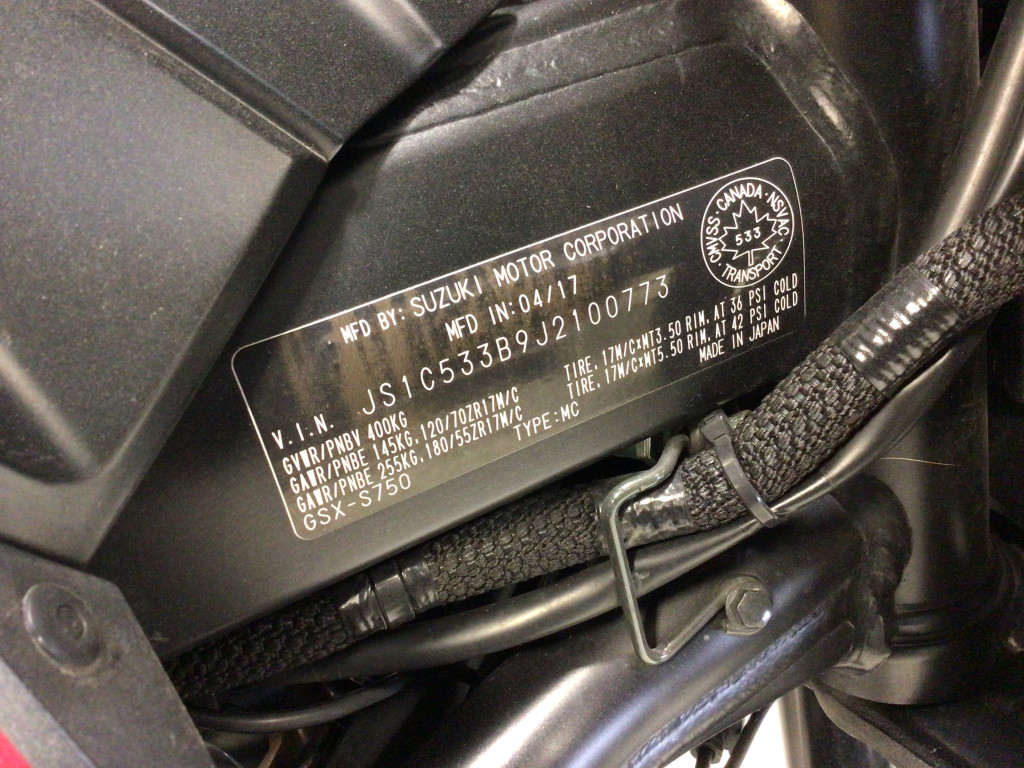 MFD BY: SUZUKI MOTOR CORPORATION
MFD IN: 04/17
V.I.N. JS1C533B9J2100773
GVWR/PNBV 400KG
GAWR/PNBE 145KG, 120/70ZR17M/C TIRE, 17M/C×MT3.50 RIM, AT 36 PSI COLD
GAWR/PNBE 255KG, 180/55ZR17M/C TIRE, 17M/C×MT5.50 RIM, AT 42 PSI COLD
GSX-S750 TYPE: MC MADE IN JAPAN
CMVSS · CANADA · NSVAC
533
· TRANSPORT ·